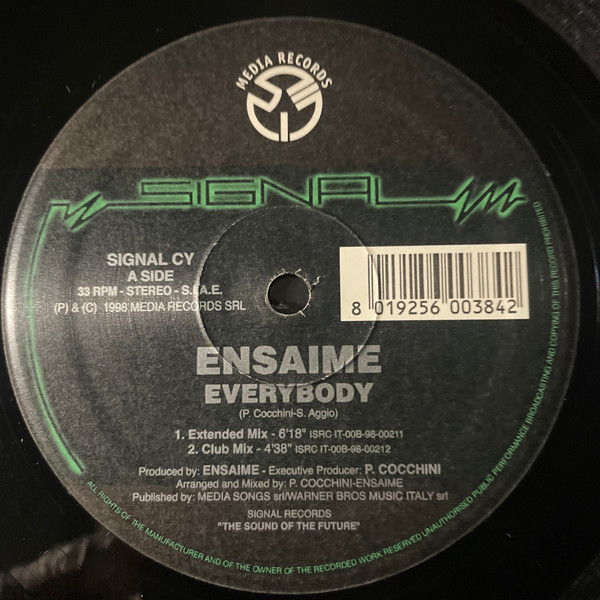 MEDIA RECORDS
SIGNAL
SIGNAL CY
A SIDE
33 RPM - STEREO - S.I.A.E.
(P) & (C) 1998 MEDIA RECORDS SRL
8 019256 003842
ENSAIME
EVERYBODY
(P. Cocchini-S. Aggio)
1. Extended Mix - 6'18" ISRC IT-00B-98-00211
2. Club Mix - 4'38" ISRC IT-00B-98-00212
Produced by: ENSAIME - Executive Producer: P. COCCHINI
Arranged and Mixed by: P. COCCHINI-ENSAIME
Published by: MEDIA SONGS srl/WARNER BROS MUSIC ITALY srl
SIGNAL RECORDS
"THE SOUND OF THE FUTURE"
ALL RIGHTS OF THE MANUFACTURER AND OF THE OWNER OF THE RECORDED WORK RESERVED UNAUTHORISED PUBLIC PERFORMANCE BROADCASTING AND COPYING OF THIS RECORD PROHIBITED